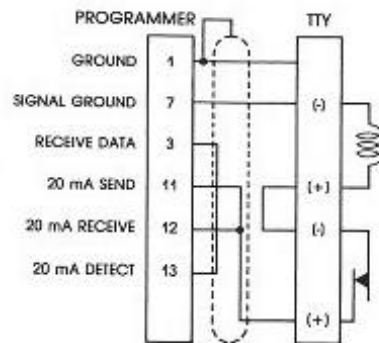 PROGRAMMER TTY
GROUND 1
SIGNAL GROUND 7 (-)
RECEIVE DATA 3
20 mA SEND 11 (+)
20 mA RECEIVE 12 (-)
20 mA DETECT 13
(+)